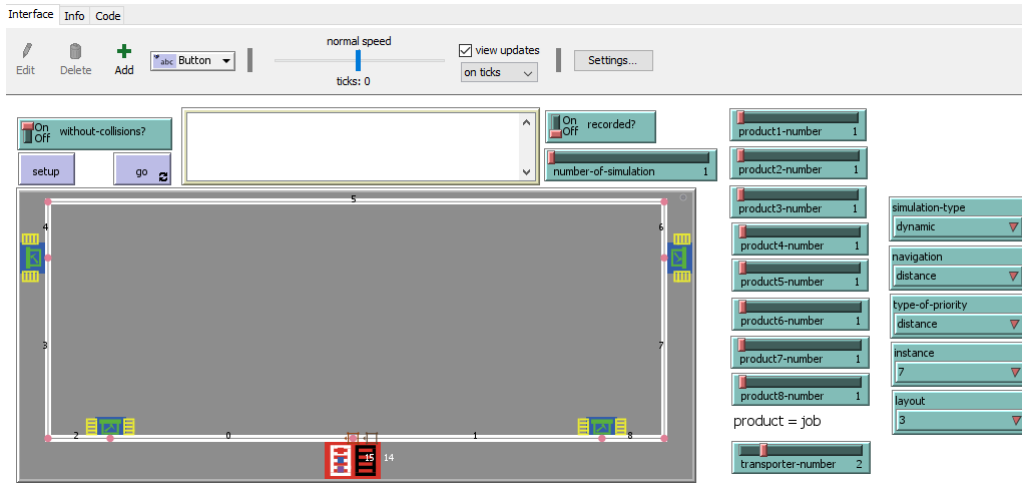 Interface Info Code
normal speed
Edit Delete Add abc Button view updates
on ticks
Settings...
ticks: 0
On
Off
without-collisions?
On
Off
recorded?
setup go
number-of-simulation 1
product1-number 1
product2-number 1
product3-number 1
product4-number 1
product5-number 1
product6-number 1
product7-number 1
product8-number 1
product = job
transporter-number 2
simulation-type
dynamic
navigation
distance
type-of-priority
distance
instance
7
layout
3
5
4 6
3 7
2 0 1 8
15 14